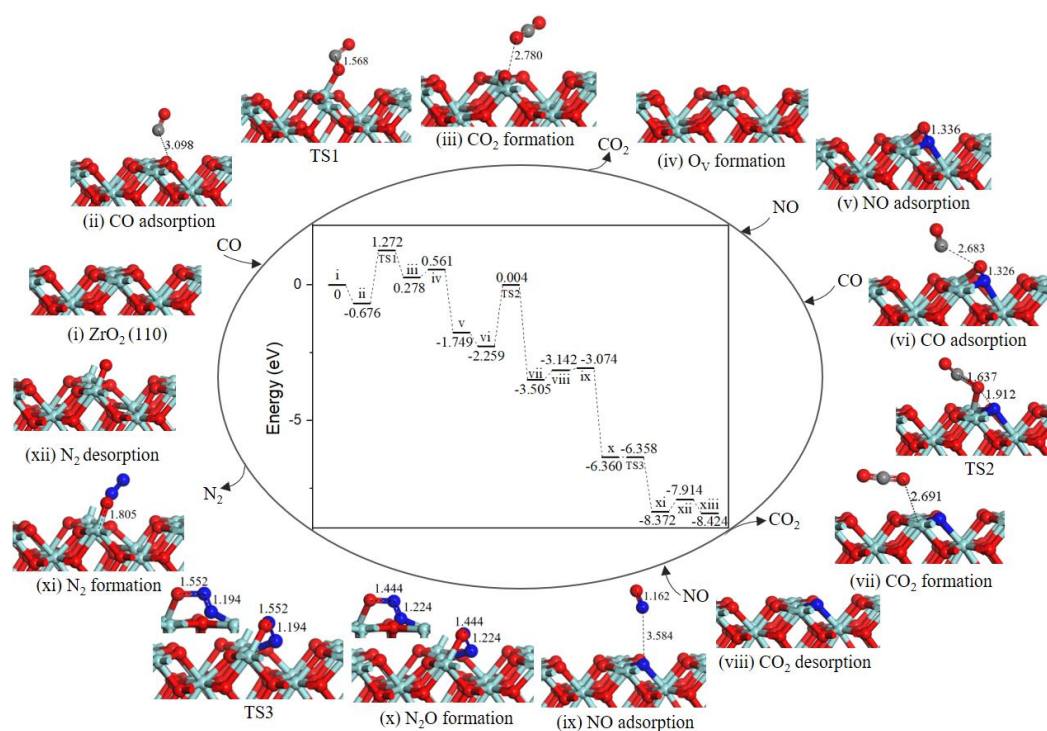 1.568
TS1
2.780
(iii) CO₂ formation
CO₂
(iv) Oᵥ formation
1.336
(v) NO adsorption
3.098
(ii) CO adsorption
NO
CO
CO
2.683
1.326
(vi) CO adsorption
(i) ZrO₂ (110)
1.637
1.912
TS2
(xii) N₂ desorption
N₂
1.805
(xi) N₂ formation
2.691
(vii) CO₂ formation
CO₂
NO
(viii) CO₂ desorption
1.552
1.194
1.552
1.194
TS3
1.444
1.224
1.444
1.224
(x) N₂O formation
1.162
3.584
(ix) NO adsorption
Energy (eV)
0
-5
i
0
ii
-0.676
1.272
TS1
iii
0.278
0.561
iv
v
-1.749
vi
-2.259
0.004
TS2
vii
-3.505
-3.142
viii
-3.074
ix
x
-6.360
-6.358
TS3
xi
-8.372
-7.914
xii
xiii
-8.424